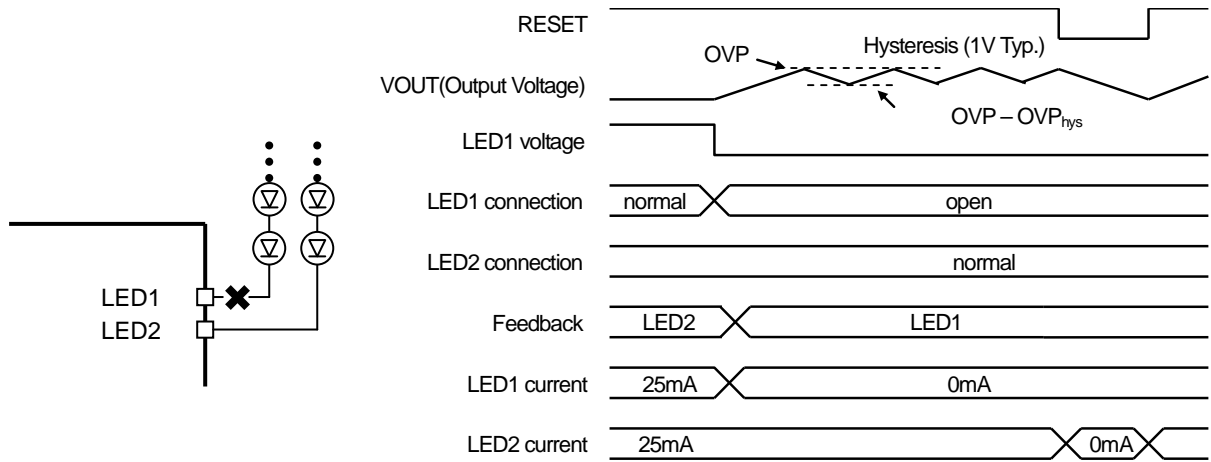 RESET
OVP
Hysteresis (1V Typ.)
VOUT(Output Voltage)
OVP – OVPhys
LED1 voltage
LED1 connection
normal
open
LED2 connection
normal
LED1
LED2
Feedback
LED2
LED1
LED1 current
25mA
0mA
LED2 current
25mA
0mA